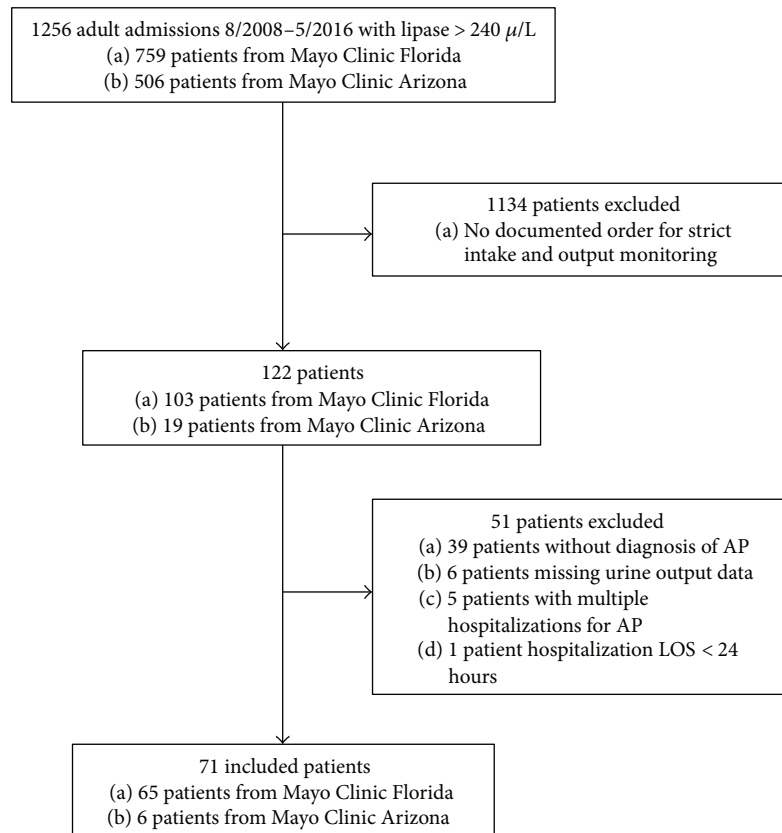 1256 adult admissions 8/2008–5/2016 with lipase > 240 μ/L
(a) 759 patients from Mayo Clinic Florida
(b) 506 patients from Mayo Clinic Arizona
1134 patients excluded
(a) No documented order for strict
intake and output monitoring
122 patients
(a) 103 patients from Mayo Clinic Florida
(b) 19 patients from Mayo Clinic Arizona
51 patients excluded
(a) 39 patients without diagnosis of AP
(b) 6 patients missing urine output data
(c) 5 patients with multiple
hospitalizations for AP
(d) 1 patient hospitalization LOS < 24
hours
71 included patients
(a) 65 patients from Mayo Clinic Florida
(b) 6 patients from Mayo Clinic Arizona